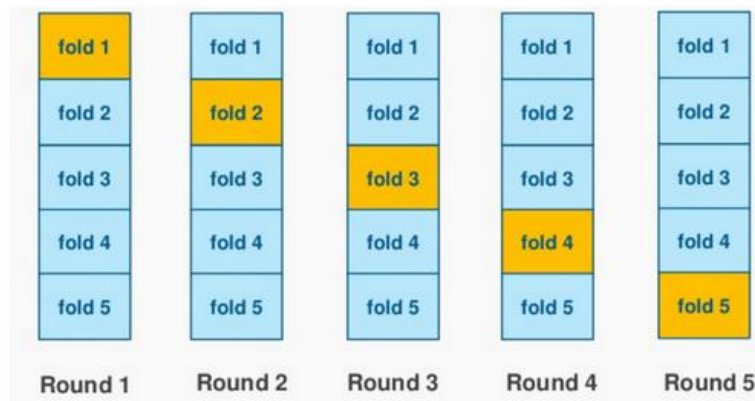 fold 1 fold 1 fold 1 fold 1 fold 1
fold 2 fold 2 fold 2 fold 2 fold 2
fold 3 fold 3 fold 3 fold 3 fold 3
fold 4 fold 4 fold 4 fold 4 fold 4
fold 5 fold 5 fold 5 fold 5 fold 5
Round 1 Round 2 Round 3 Round 4 Round 5